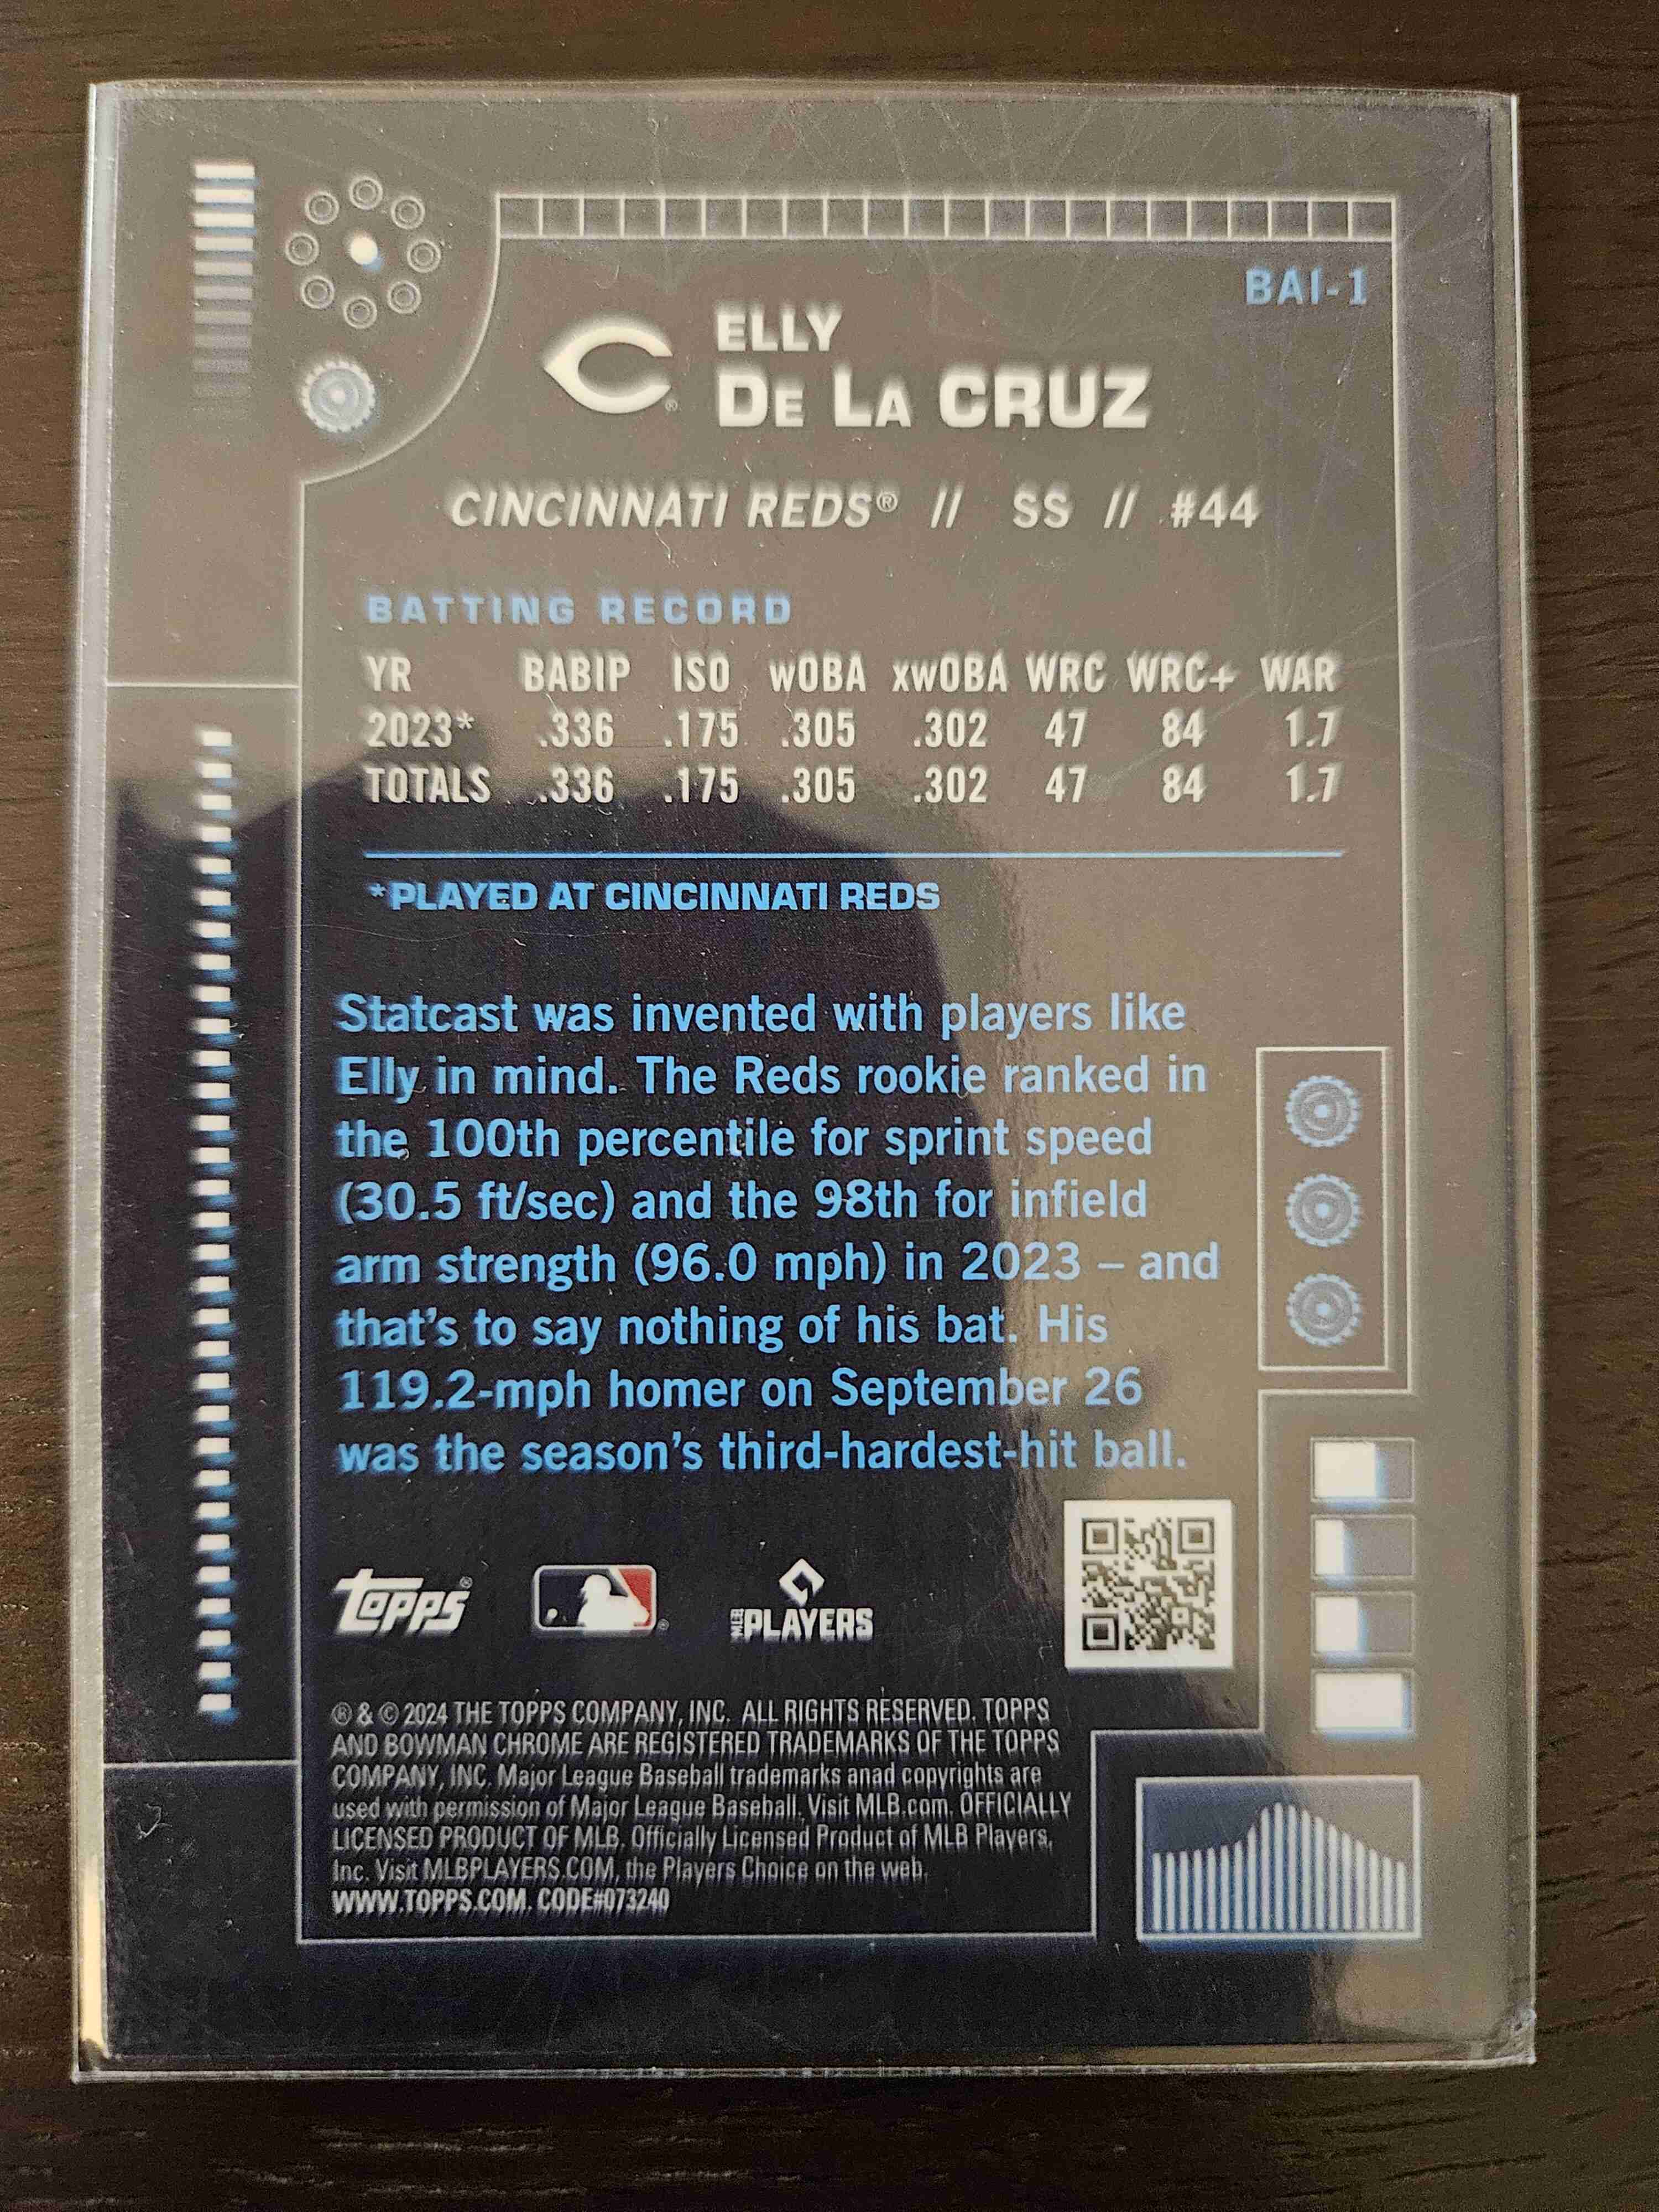 BAI-1
ELLY
DE LA CRUZ
CINCINNATI REDS® // SS // #44
BATTING RECORD
YR BABIP ISO wOBA xwOBA WRC WRC+ WAR
2023* .336 .175 .305 .302 47 84 1.7
TOTALS .336 .175 .305 .302 47 84 1.7
*PLAYED AT CINCINNATI REDS
Statcast was invented with players like
Elly in mind. The Reds rookie ranked in
the 100th percentile for sprint speed
(30.5 ft/sec) and the 98th for infield
arm strength (96.0 mph) in 2023 – and
that's to say nothing of his bat. His
119.2-mph homer on September 26
was the season's third-hardest-hit ball.
Topps® ® MLB PLAYERS
® & © 2024 THE TOPPS COMPANY, INC. ALL RIGHTS RESERVED. TOPPS
AND BOWMAN CHROME ARE REGISTERED TRADEMARKS OF THE TOPPS
COMPANY, INC. Major League Baseball trademarks anad copyrights are
used with permission of Major League Baseball. Visit MLB.com. OFFICIALLY
LICENSED PRODUCT OF MLB. Officially Licensed Product of MLB Players,
Inc. Visit MLBPLAYERS.COM, the Players Choice on the web.
WWW.TOPPS.COM. CODE#073240